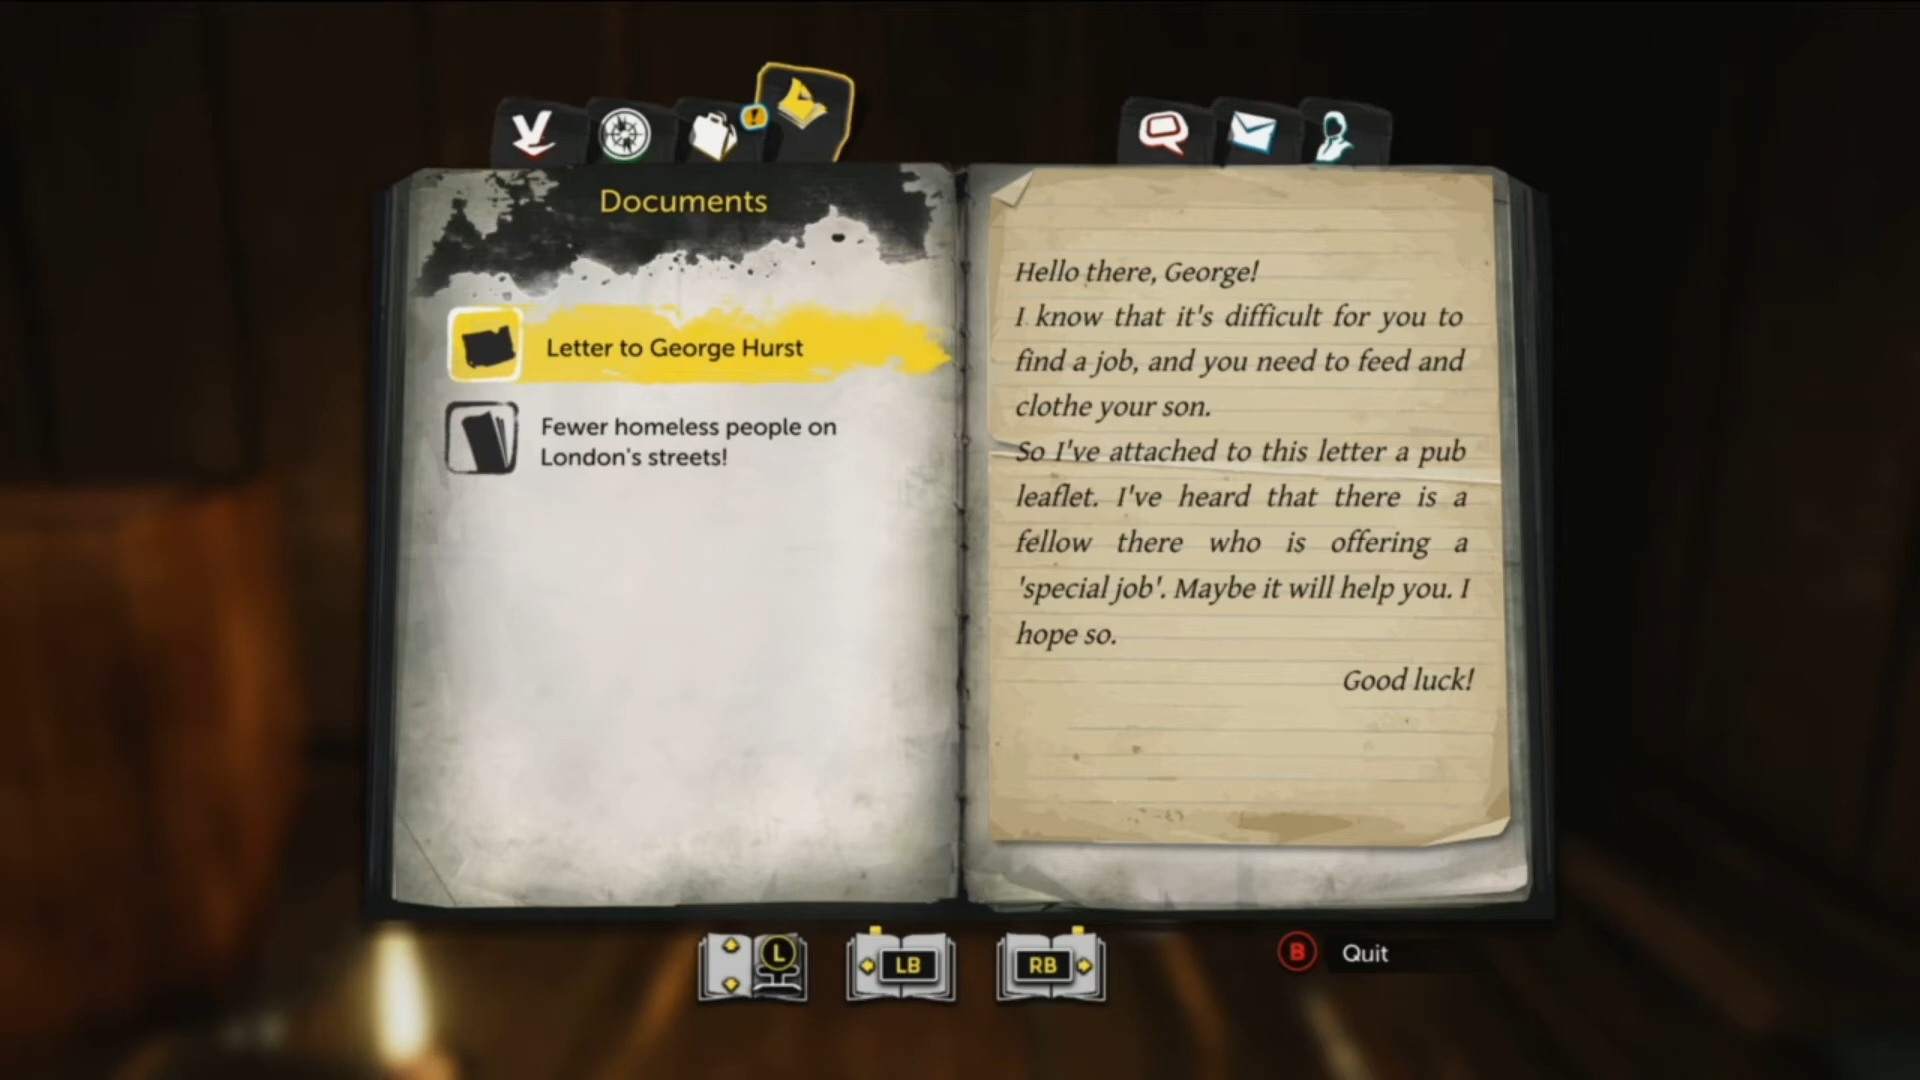 Documents
Letter to George Hurst
Fewer homeless people on
London's streets!
Hello there, George!
I know that it's difficult for you to
find a job, and you need to feed and
clothe your son.
So I've attached to this letter a pub
leaflet. I've heard that there is a
fellow there who is offering a
'special job'. Maybe it will help you. I
hope so.
Good luck!
L
LB
RB
B Quit